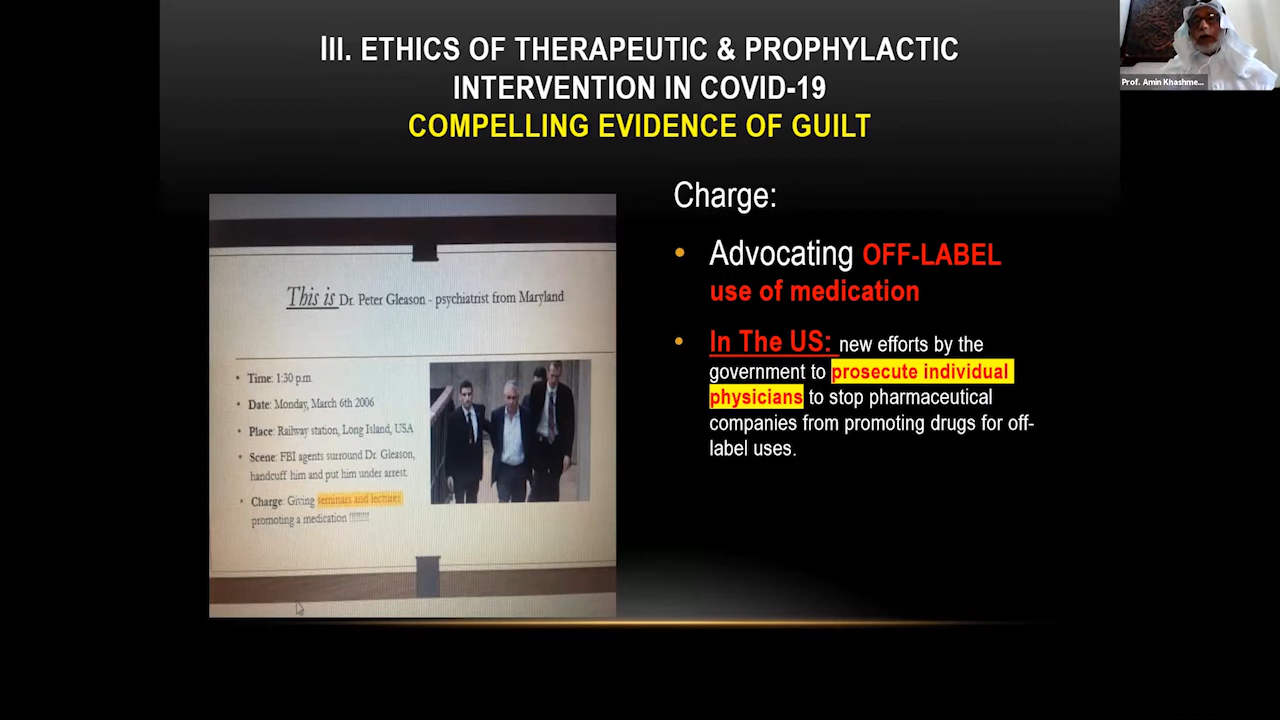 III. ETHICS OF THERAPEUTIC & PROPHYLACTIC
INTERVENTION IN COVID-19
COMPELLING EVIDENCE OF GUILT
Prof. Amin Khashme...
This is Dr. Peter Gleason - psychiatrist from Maryland
• Time: 1:30 p.m.
• Date: Monday, March 6th 2006
• Place: Railway station, Long Island, USA
• Scene: FBI agents surround Dr. Gleason,
handcuff him and put him under arrest.
• Charge: Giving seminars and lectures
promoting a medication
Charge:
• Advocating OFF-LABEL
use of medication
• In The US: new efforts by the
government to prosecute individual
physicians to stop pharmaceutical
companies from promoting drugs for off-
label uses.